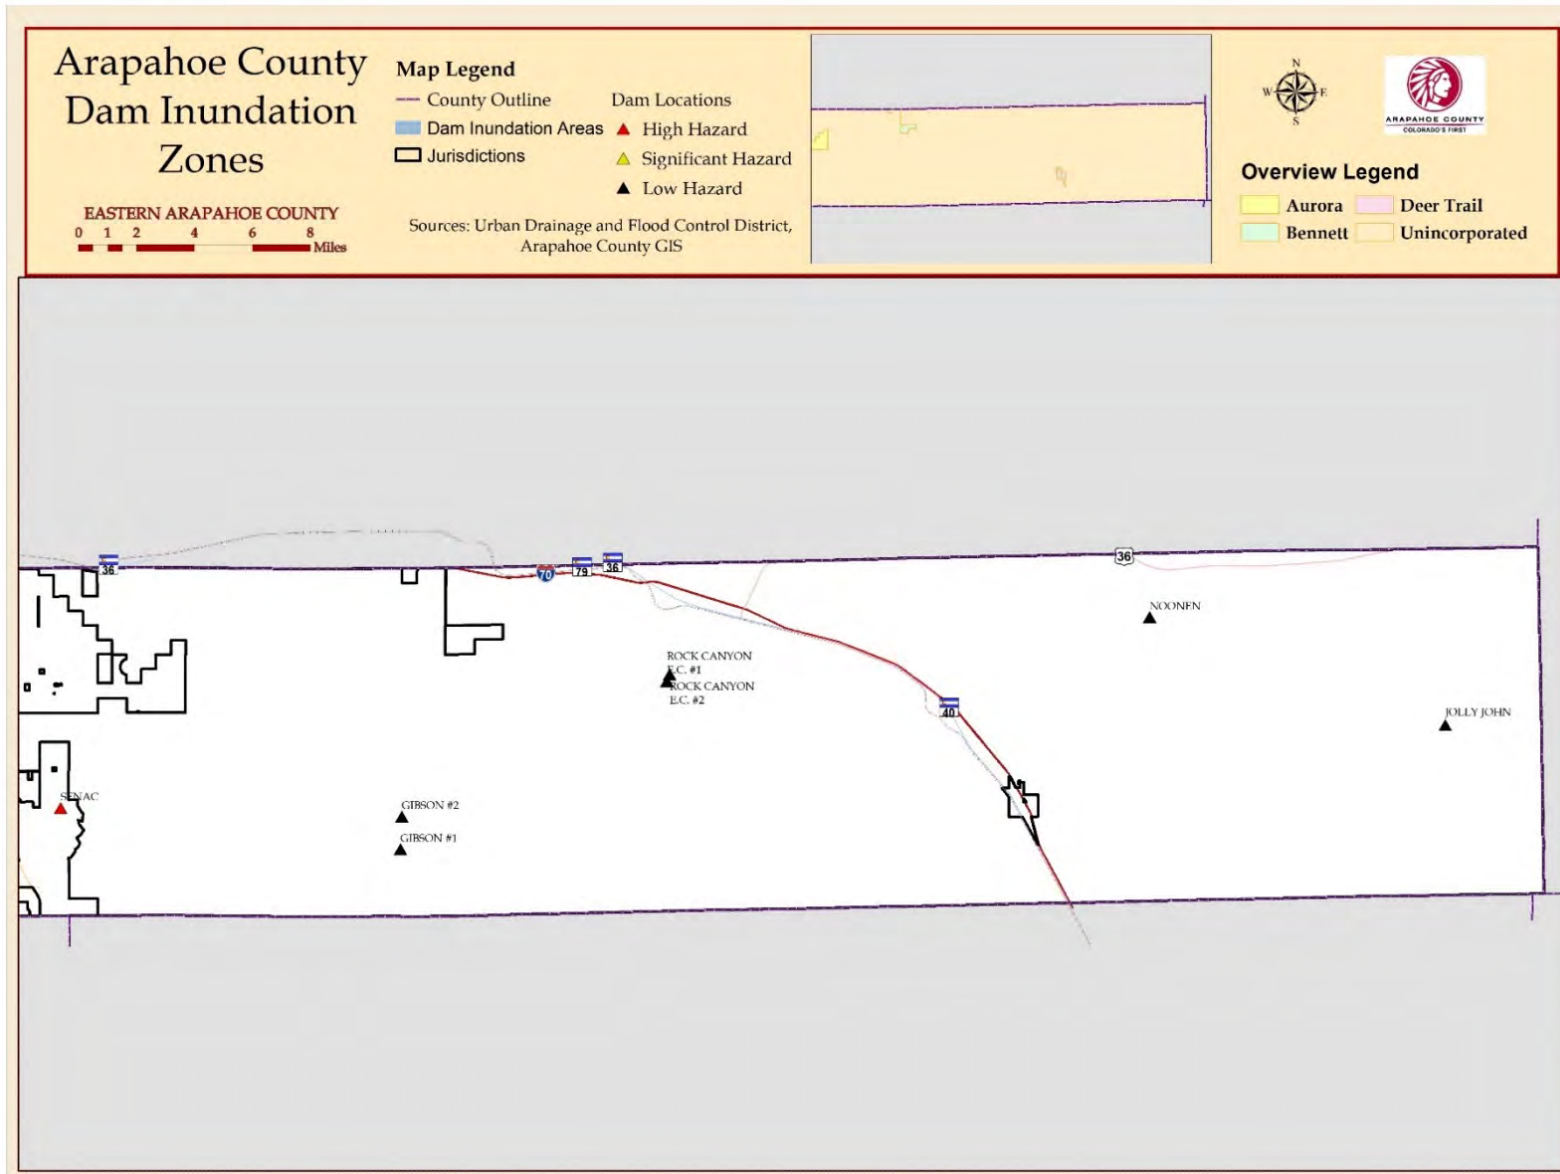 Arapahoe County
Dam Inundation
Zones
EASTERN ARAPAHOE COUNTY
0 1 2 4 6 8
Miles
Map Legend
County Outline
Dam Inundation Areas
Jurisdictions
Dam Locations
High Hazard
Significant Hazard
Low Hazard
Sources: Urban Drainage and Flood Control District,
Arapahoe County GIS
N
W E
S
ARAPAHOE COUNTY
COLORADO'S FIRST
Overview Legend
Aurora
Deer Trail
Bennett
Unincorporated
36
70
79
36
36
NOONEN
ROCK CANYON
E.C. #1
ROCK CANYON
E.C. #2
40
JOLLY JOHN
SENAC
GIBSON #2
GIBSON #1